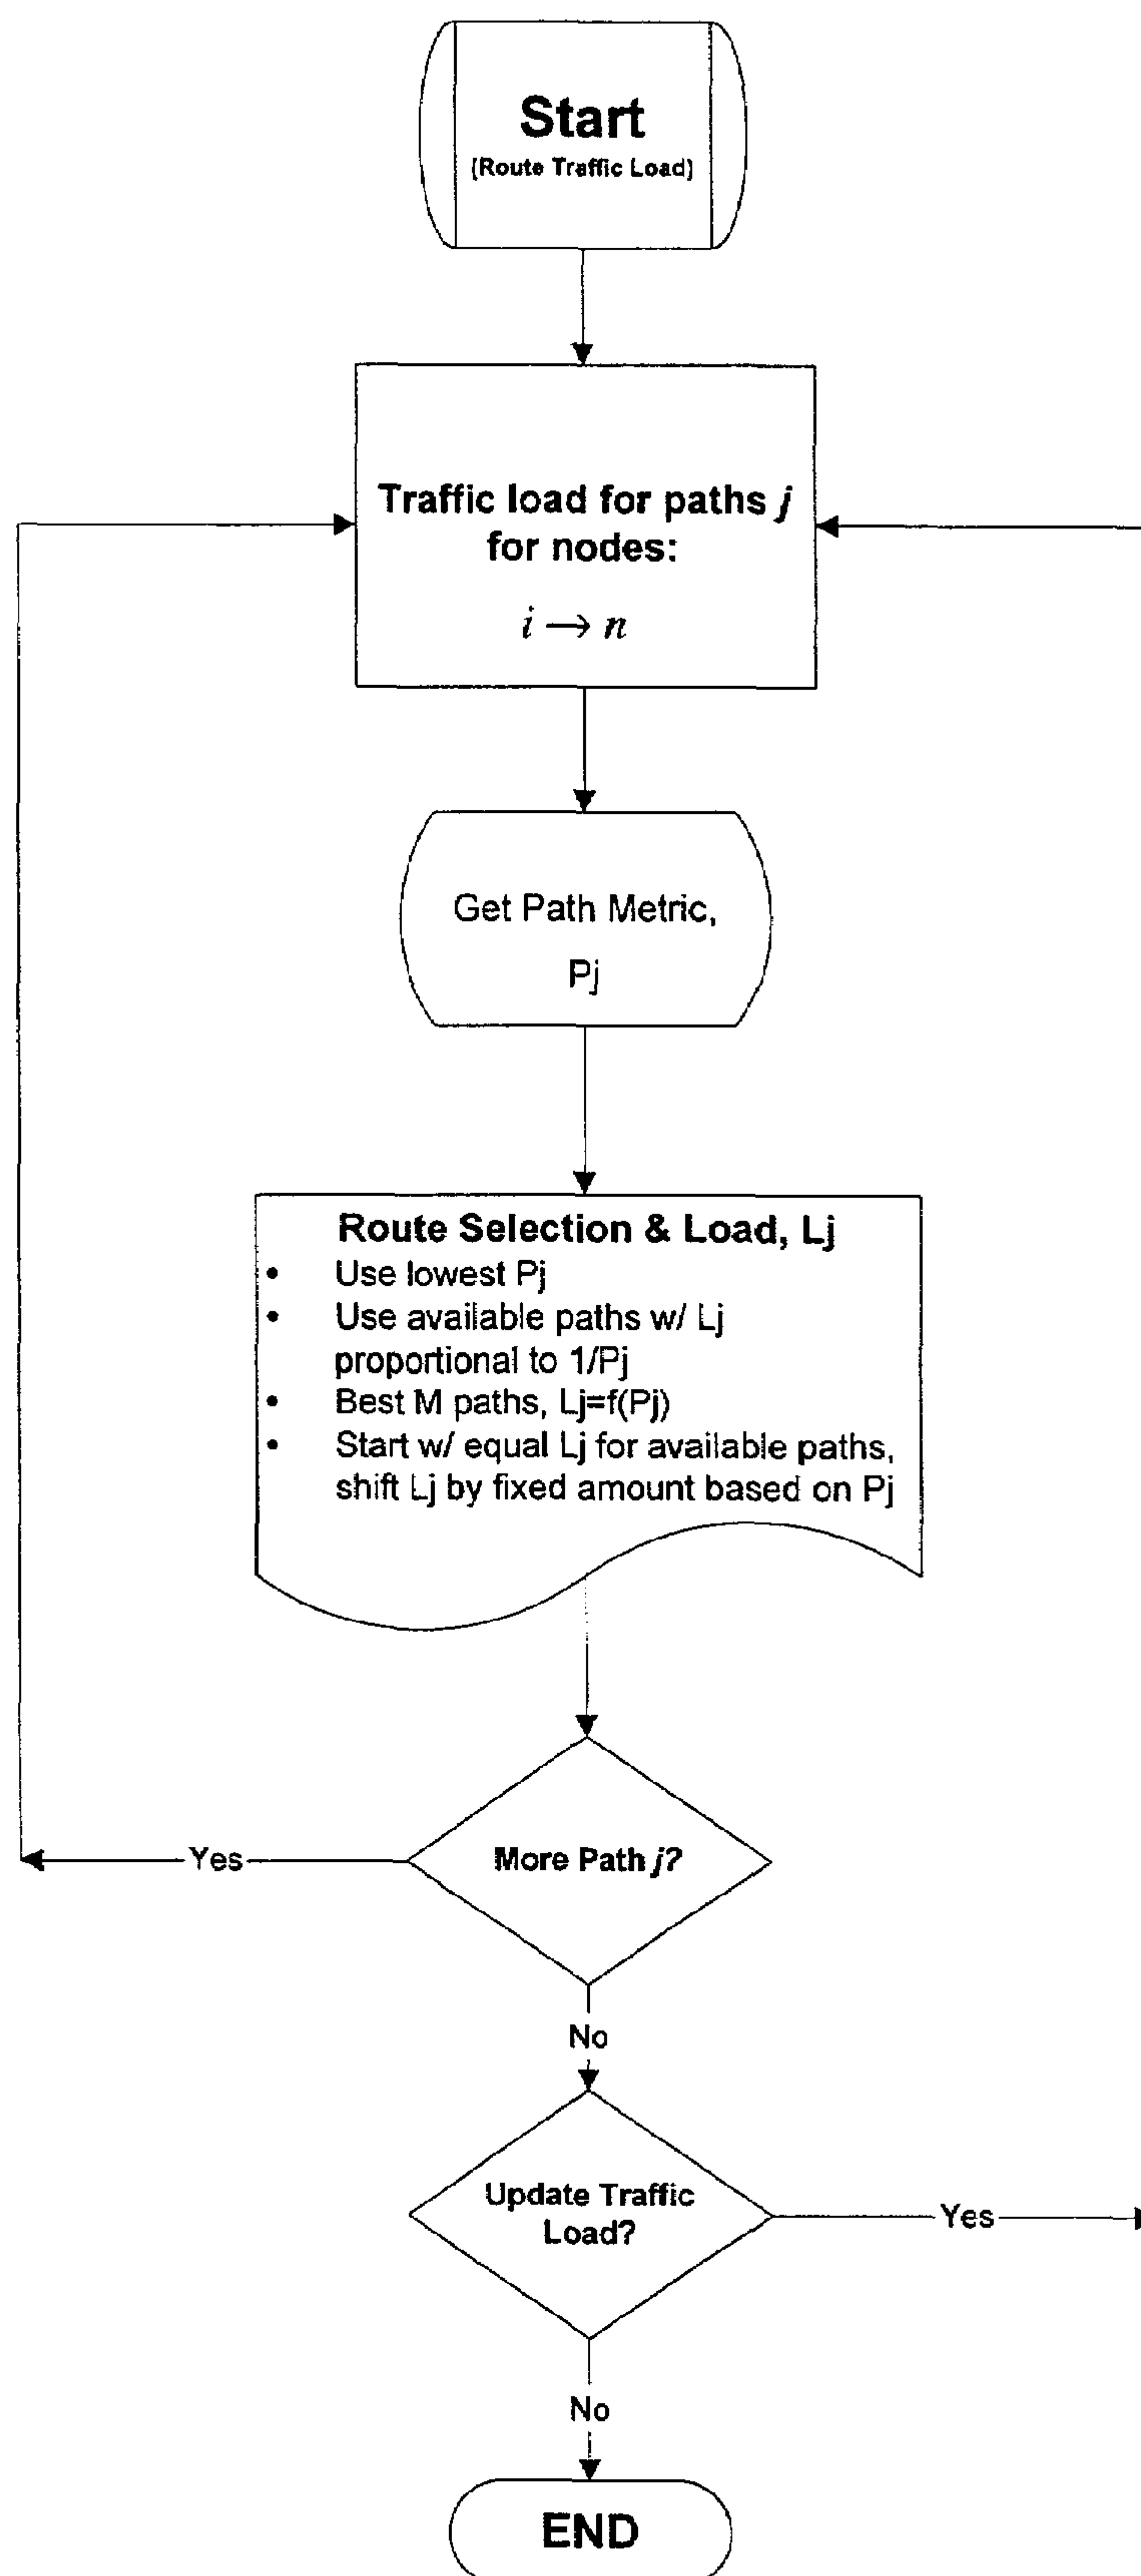 Start
(Route Traffic Load)
Traffic load for paths j
for nodes:
i → n
Get Path Metric,
Pj
Route Selection & Load, Lj
• Use lowest Pj
• Use available paths w/ Lj
proportional to 1/Pj
• Best M paths, Lj=f(Pj)
• Start w/ equal Lj for available paths,
shift Lj by fixed amount based on Pj
More Path j?
Yes
No
Update Traffic
Load?
Yes
No
END